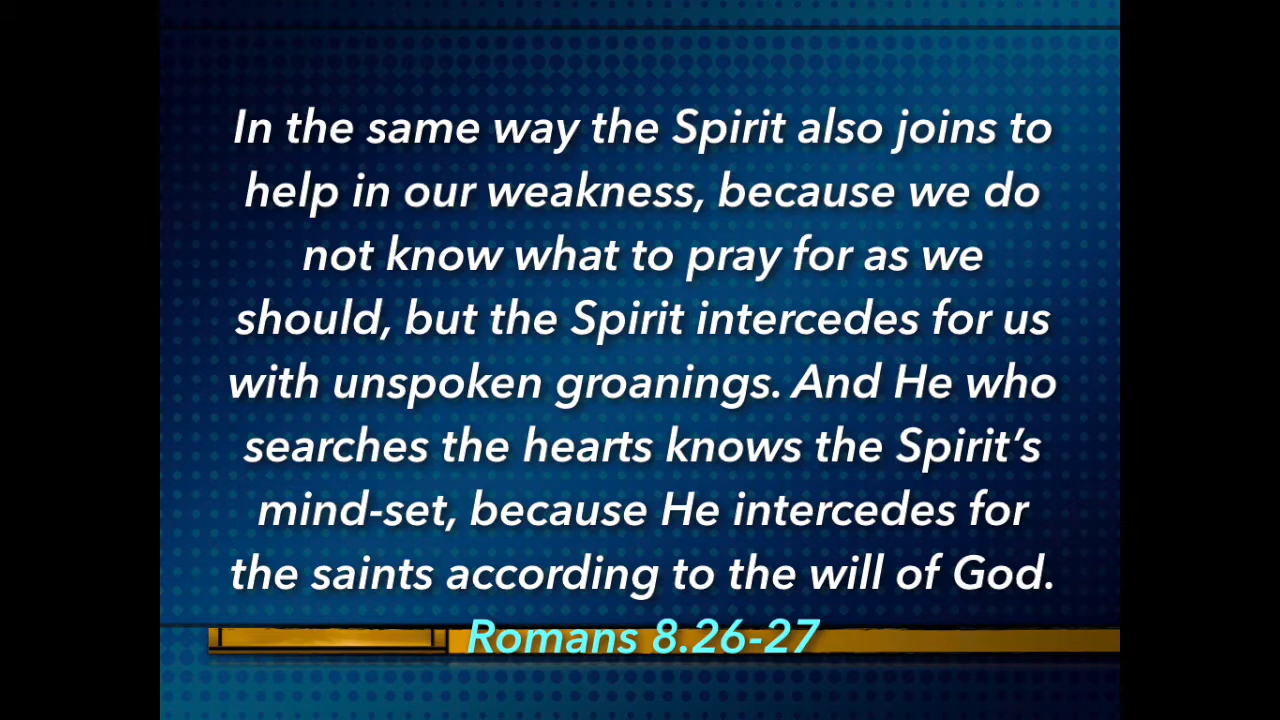 In the same way the Spirit also joins to
help in our weakness, because we do
not know what to pray for as we
should, but the Spirit intercedes for us
with unspoken groanings. And He who
searches the hearts knows the Spirit’s
mind-set, because He intercedes for
the saints according to the will of God.
Romans 8.26-27